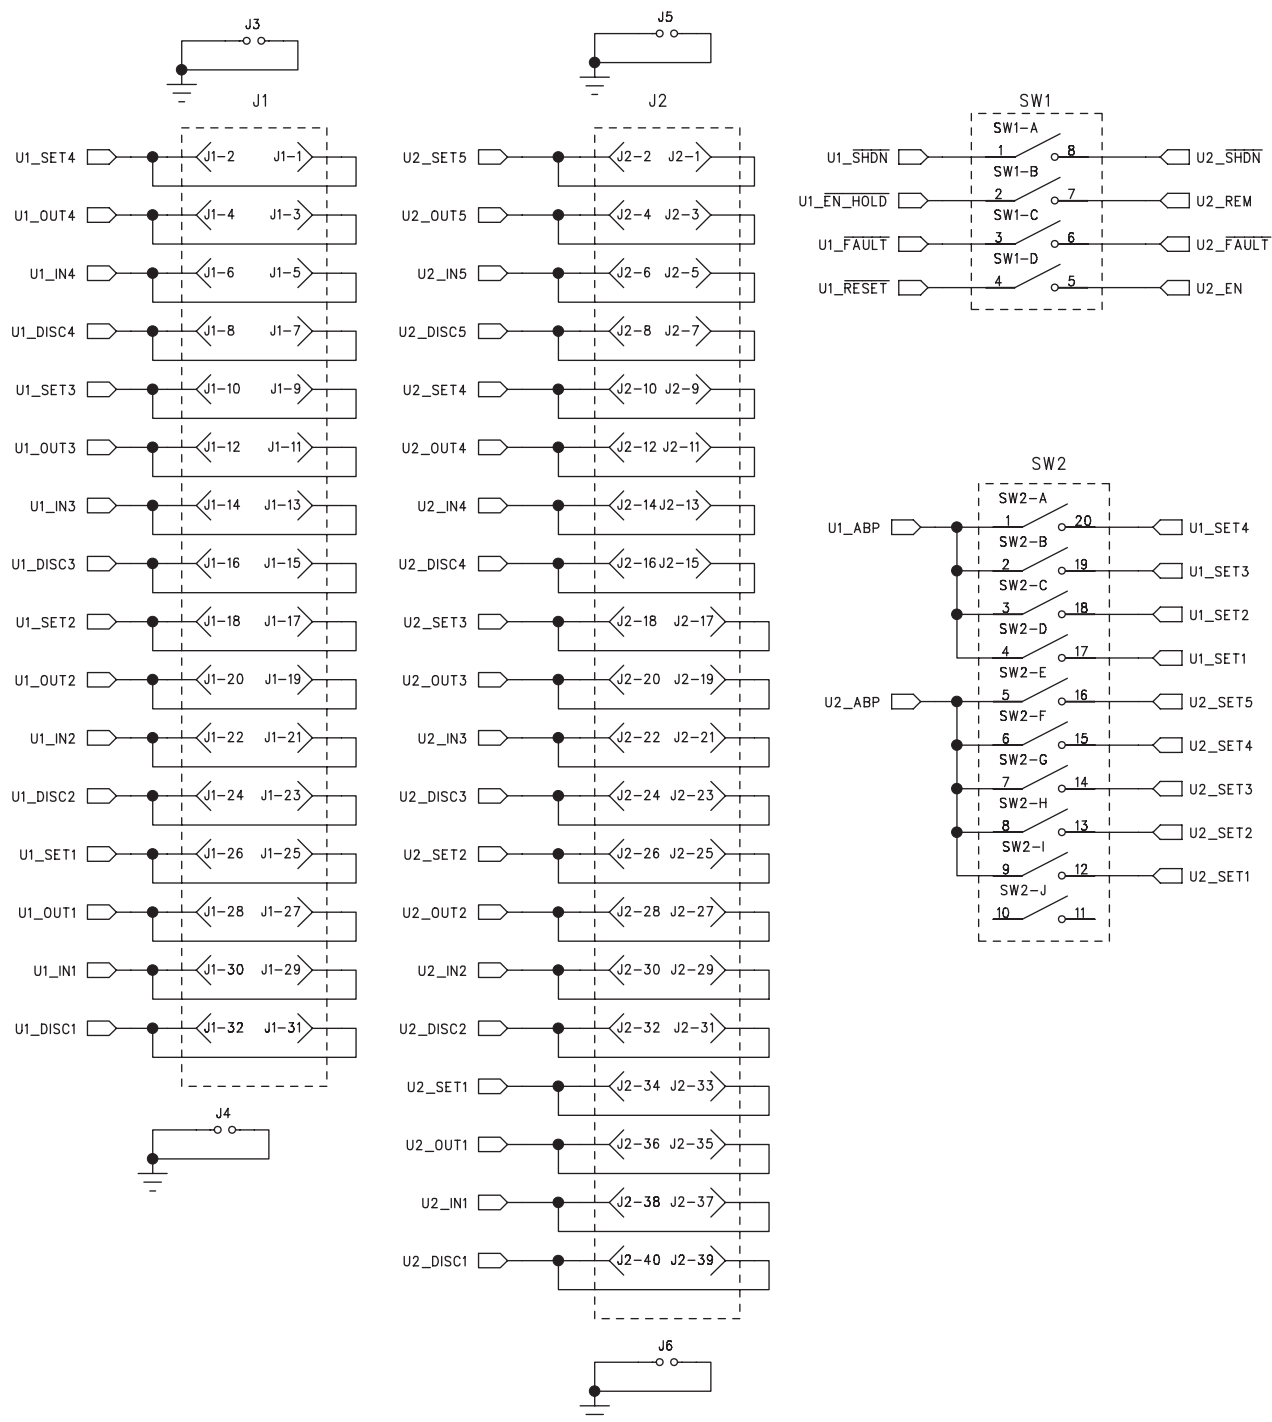 J3
J1
U1_SET4 J1-2 J1-1
U1_OUT4 J1-4 J1-3
U1_IN4 J1-6 J1-5
U1_DISC4 J1-8 J1-7
U1_SET3 J1-10 J1-9
U1_OUT3 J1-12 J1-11
U1_IN3 J1-14 J1-13
U1_DISC3 J1-16 J1-15
U1_SET2 J1-18 J1-17
U1_OUT2 J1-20 J1-19
U1_IN2 J1-22 J1-21
U1_DISC2 J1-24 J1-23
U1_SET1 J1-26 J1-25
U1_OUT1 J1-28 J1-27
U1_IN1 J1-30 J1-29
U1_DISC1 J1-32 J1-31
J4
J5
J2
U2_SET5 J2-2 J2-1
U2_OUT5 J2-4 J2-3
U2_IN5 J2-6 J2-5
U2_DISC5 J2-8 J2-7
U2_SET4 J2-10 J2-9
U2_OUT4 J2-12 J2-11
U2_IN4 J2-14 J2-13
U2_DISC4 J2-16 J2-15
U2_SET3 J2-18 J2-17
U2_OUT3 J2-20 J2-19
U2_IN3 J2-22 J2-21
U2_DISC3 J2-24 J2-23
U2_SET2 J2-26 J2-25
U2_OUT2 J2-28 J2-27
U2_IN2 J2-30 J2-29
U2_DISC2 J2-32 J2-31
U2_SET1 J2-34 J2-33
U2_OUT1 J2-36 J2-35
U2_IN1 J2-38 J2-37
U2_DISC1 J2-40 J2-39
J6
SW1
SW1-A
U1_SHDN 1 8 U2_SHDN
SW1-B
U1_EN_HOLD 2 7 U2_REM
SW1-C
U1_FAULT 3 6 U2_FAULT
SW1-D
U1_RESET 4 5 U2_EN
SW2
SW2-A
U1_ABP 1 20 U1_SET4
SW2-B
2 19 U1_SET3
SW2-C
3 18 U1_SET2
SW2-D
4 17 U1_SET1
SW2-E
U2_ABP 5 16 U2_SET5
SW2-F
6 15 U2_SET4
SW2-G
7 14 U2_SET3
SW2-H
8 13 U2_SET2
SW2-I
9 12 U2_SET1
SW2-J
10 11